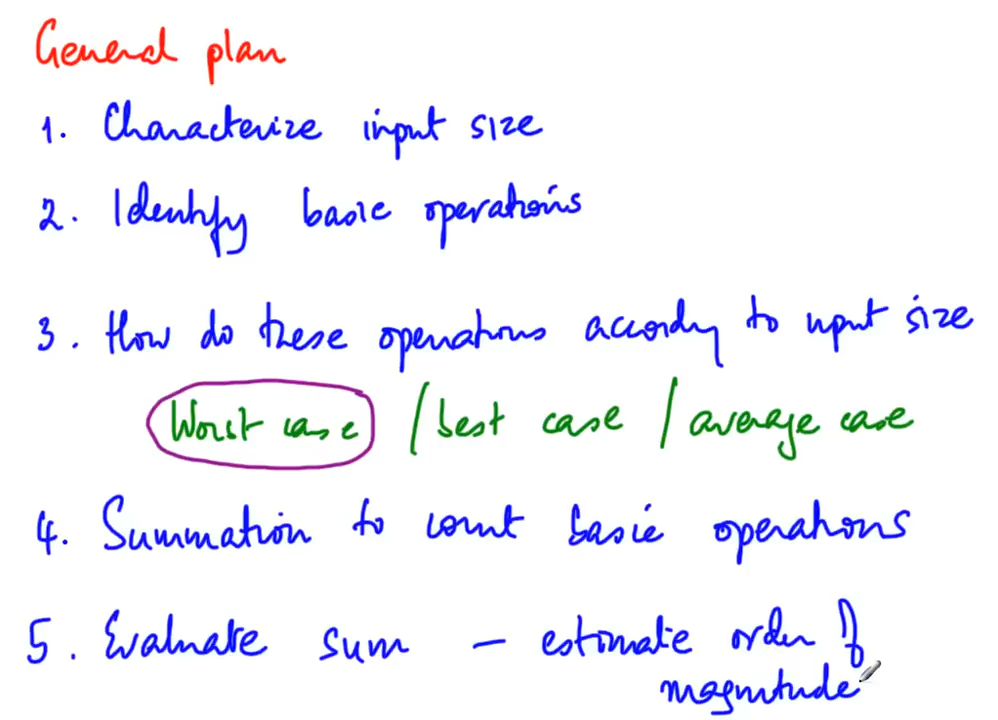 General plan
1. Characterize input size
2. Identify basic operations
3. How do these operations according to input size
Worst case / best case / average case
4. Summation to count basic operations
5. Evaluate sum - estimate order of
magnitude